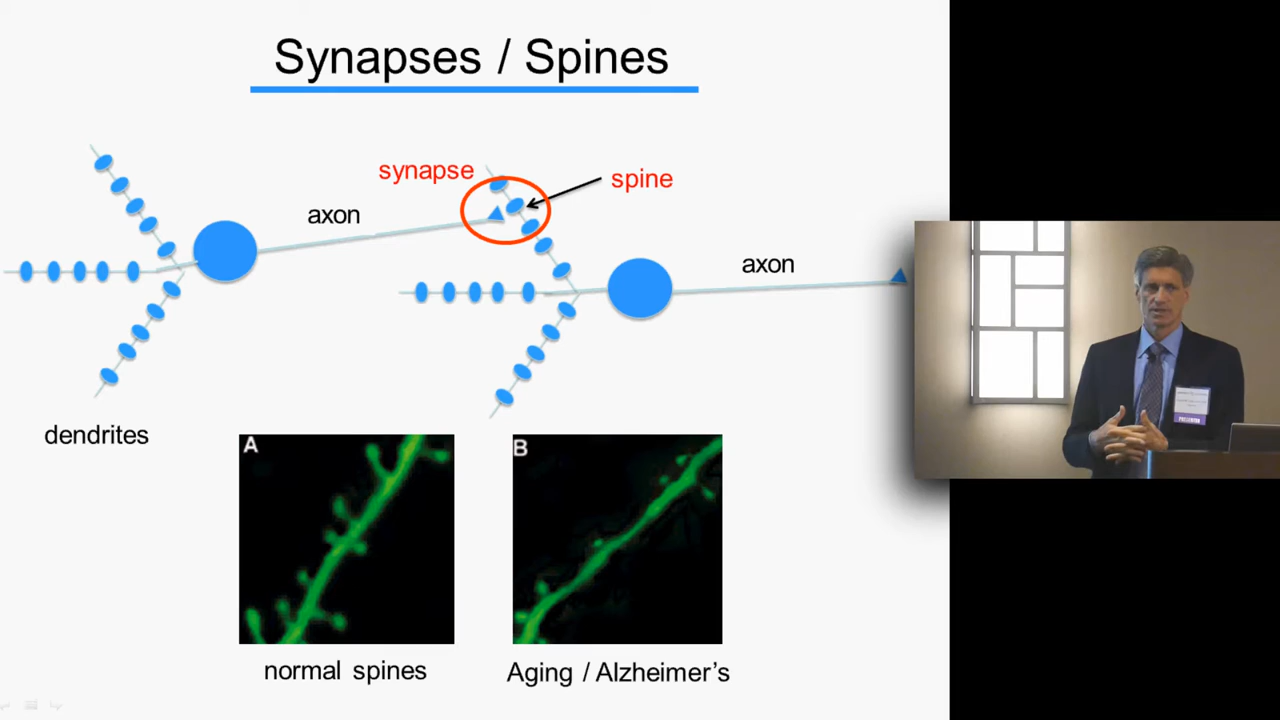 Synapses / Spines
synapse
spine
axon
axon
dendrites
A
B
normal spines
Aging / Alzheimer’s